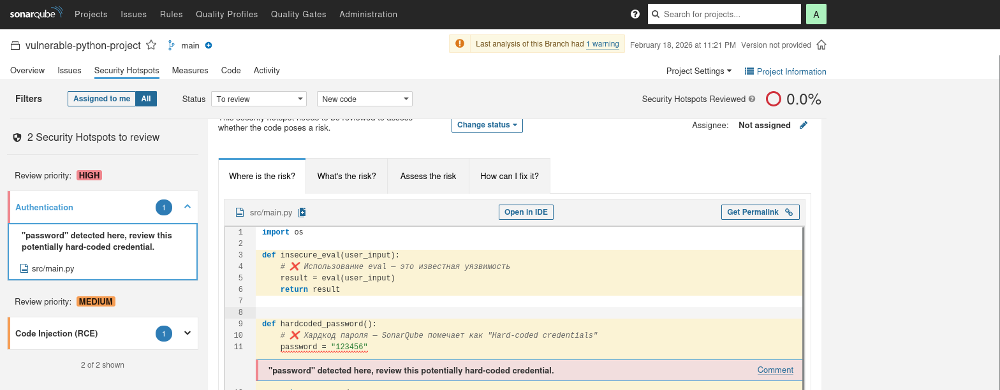 sonarqube Projects Issues Rules Quality Profiles Quality Gates Administration ? Search for projects... A
vulnerable-python-project main Last analysis of this Branch had 1 warning February 18, 2026 at 11:21 PM Version not provided
Overview Issues Security Hotspots Measures Code Activity Project Settings Project Information
Filters Assigned to me All Status To review New code Security Hotspots Reviewed ? 0.0%
This security hotspot needs to be reviewed to assess
whether the code poses a risk. Change status Assignee: Not assigned
2 Security Hotspots to review
Review priority: HIGH
Authentication 1
"password" detected here, review this
potentially hard-coded credential.
src/main.py
Review priority: MEDIUM
Code Injection (RCE) 1
2 of 2 shown
Where is the risk? What's the risk? Assess the risk How can I fix it?
src/main.py Open in IDE Get Permalink
1 import os
2
3 def insecure_eval(user_input):
4 # ❌ Использование eval — это известная уязвимость
5 result = eval(user_input)
6 return result
7
8
9 def hardcoded_password():
10 # ❌ Хардкод пароля — SonarQube помечает как "Hard-coded credentials"
11 password = "123456"
"password" detected here, review this potentially hard-coded credential. Comment